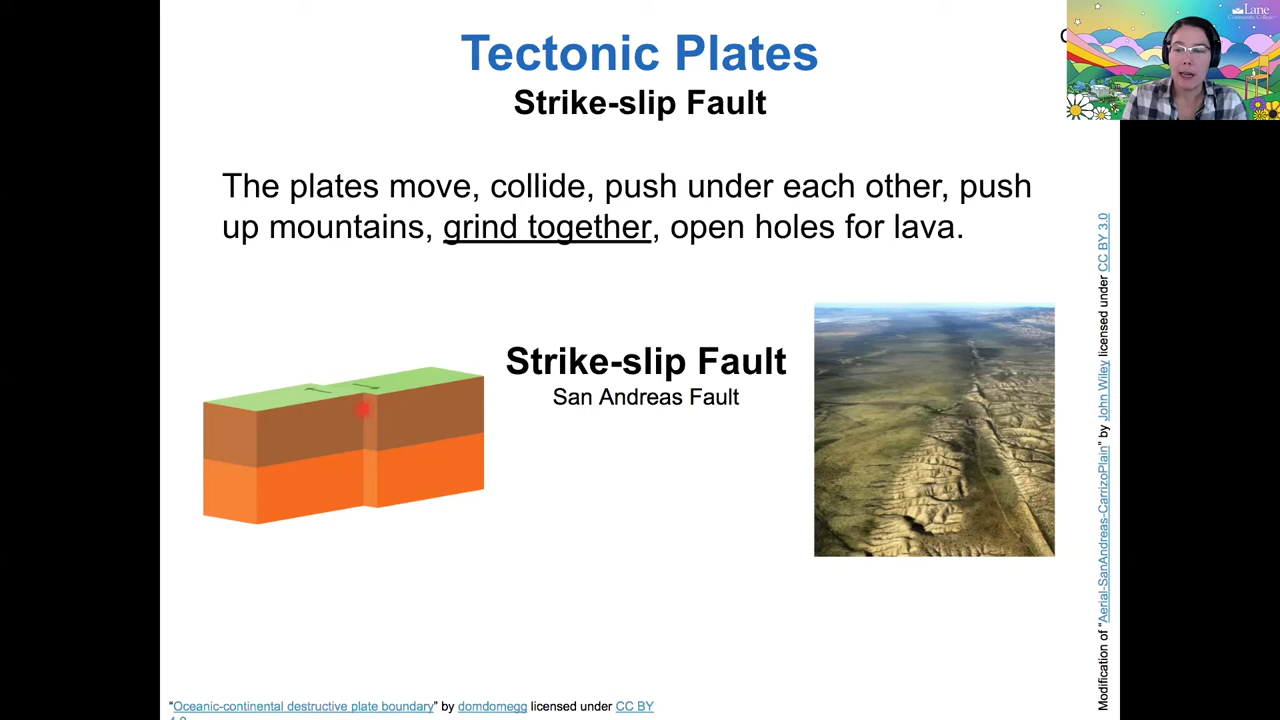 Tectonic Plates
Strike-slip Fault
The plates move, collide, push under each other, push
up mountains, grind together, open holes for lava.
Strike-slip Fault
San Andreas Fault
"Oceanic-continental destructive plate boundary" by domdomegg licensed under CC BY
Modification of "Aerial-SanAndreas-CarrizoPlain" by John Wiley licensed under CC BY 3.0
Lane
Community College